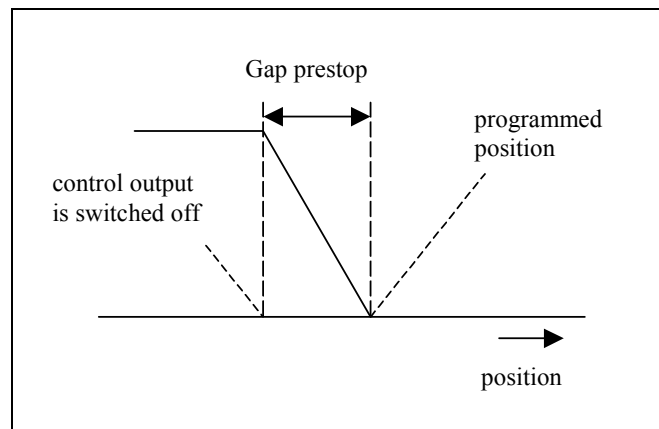 Gap prestop
programmed
position
control output
is switched off
position